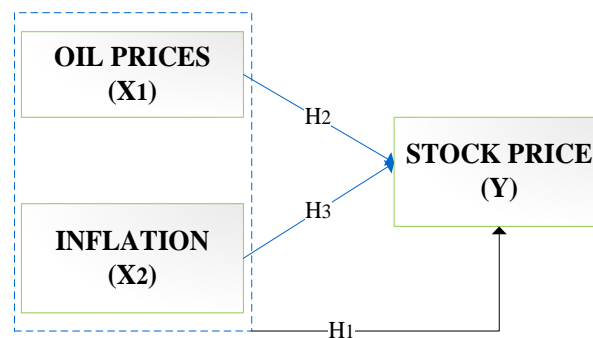 OIL PRICES
(X1)
H2
STOCK PRICE
(Y)
H3
INFLATION
(X2)
H1